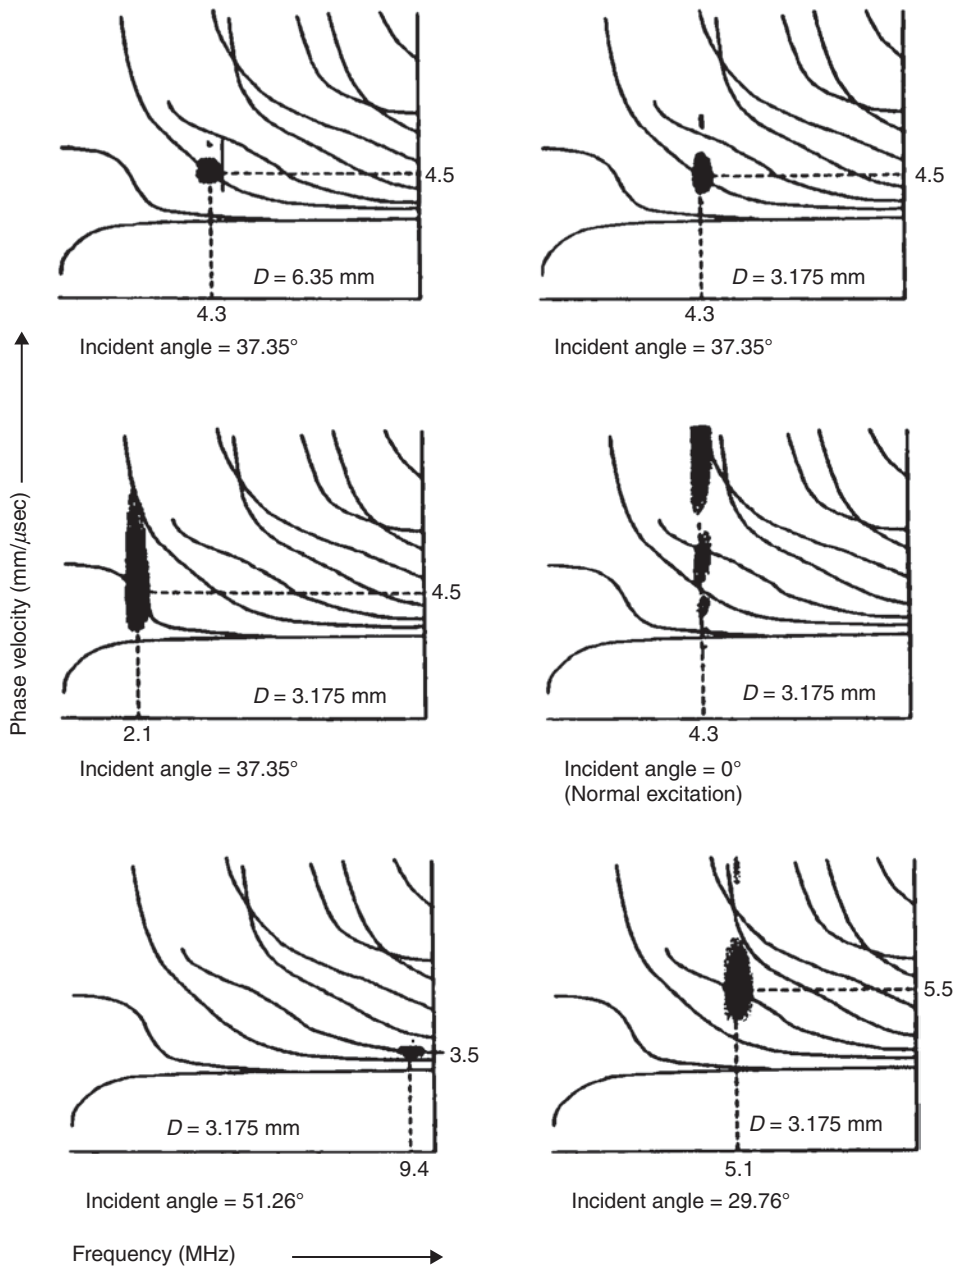 4.5
D = 6.35 mm
4.3
Incident angle = 37.35°
4.5
D = 3.175 mm
4.3
Incident angle = 37.35°
Phase velocity (mm/μsec)
4.5
D = 3.175 mm
2.1
Incident angle = 37.35°
D = 3.175 mm
4.3
Incident angle = 0°
(Normal excitation)
3.5
D = 3.175 mm
9.4
Incident angle = 51.26°
5.5
D = 3.175 mm
5.1
Incident angle = 29.76°
Frequency (MHz)